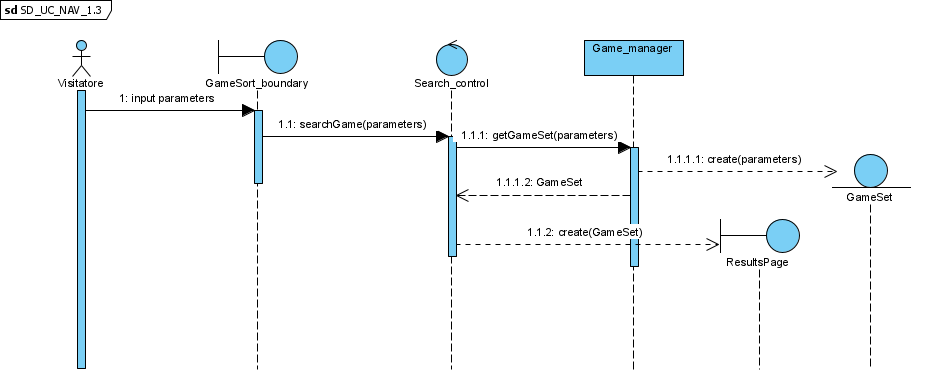 sd SD_UC_NAV_1.3
Visitatore
GameSort_boundary
Search_control
Game_manager
1: input parameters
1.1: searchGame(parameters)
1.1.1: getGameSet(parameters)
1.1.1.1: create(parameters)
1.1.1.2: GameSet
GameSet
1.1.2: create(GameSet)
ResultsPage